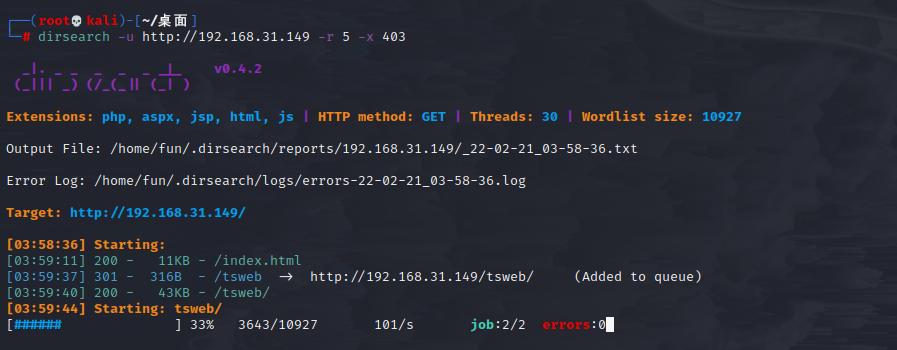 ┌──(root💀kali)-[~/桌面]
└─# dirsearch -u http://192.168.31.149 -r 5 -x 403
  _|. _ _  _  _  _ _|_    v0.4.2
 (_||| _) (/_(_|| (_| )
Extensions: php, aspx, jsp, html, js | HTTP method: GET | Threads: 30 | Wordlist size: 10927
Output File: /home/fun/.dirsearch/reports/192.168.31.149/_22-02-21_03-58-36.txt
Error Log: /home/fun/.dirsearch/logs/errors-22-02-21_03-58-36.log
Target: http://192.168.31.149/
[03:58:36] Starting:
[03:59:11] 200 -   11KB - /index.html
[03:59:37] 301 -  316B  - /tsweb  ->  http://192.168.31.149/tsweb/     (Added to queue)
[03:59:40] 200 -   43KB - /tsweb/
[03:59:44] Starting: tsweb/
[######              ] 33%   3643/10927       101/s       job:2/2  errors:0